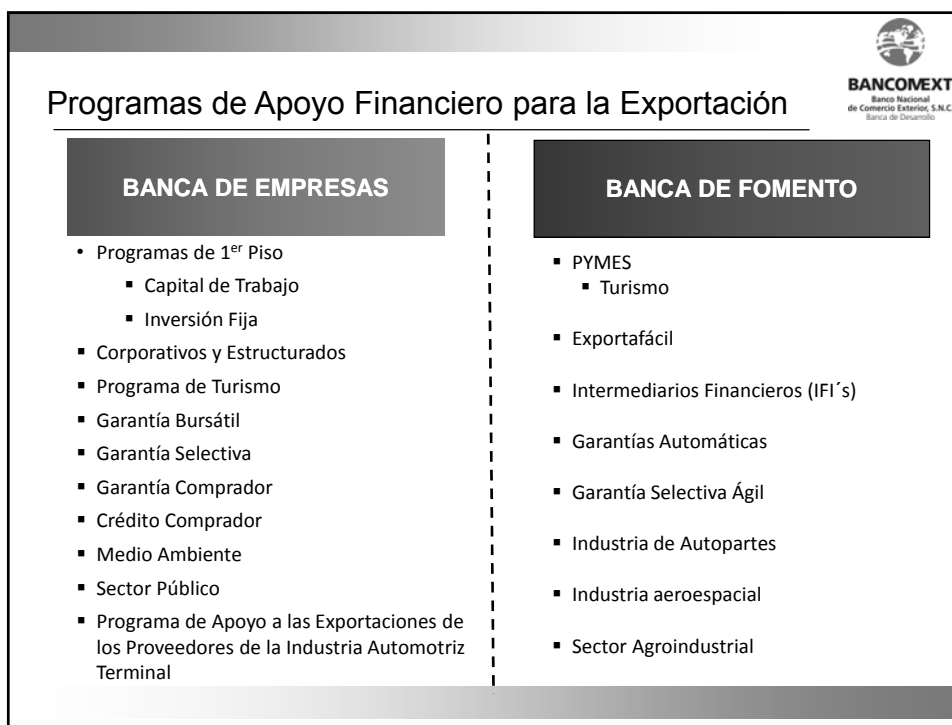 BANCOMEXT
Banco Nacional
de Comercio Exterior, S.N.C.
Banca de Desarrollo
Programas de Apoyo Financiero para la Exportación
BANCA DE EMPRESAS
• Programas de 1er Piso
▪ Capital de Trabajo
▪ Inversión Fija
▪ Corporativos y Estructurados
▪ Programa de Turismo
▪ Garantía Bursátil
▪ Garantía Selectiva
▪ Garantía Comprador
▪ Crédito Comprador
▪ Medio Ambiente
▪ Sector Público
▪ Programa de Apoyo a las Exportaciones de
los Proveedores de la Industria Automotriz
Terminal
BANCA DE FOMENTO
▪ PYMES
▪ Turismo
▪ Exportafácil
▪ Intermediarios Financieros (IFI´s)
▪ Garantías Automáticas
▪ Garantía Selectiva Ágil
▪ Industria de Autopartes
▪ Industria aeroespacial
▪ Sector Agroindustrial